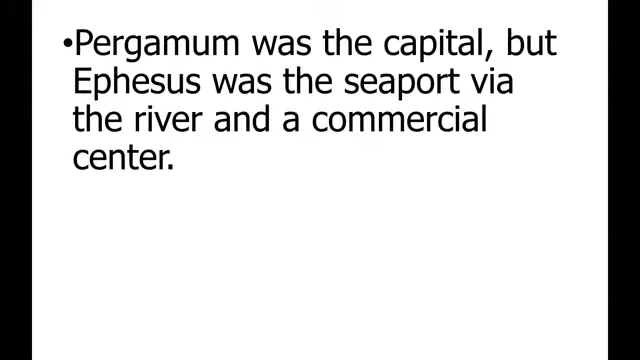 •Pergamum was the capital, but
Ephesus was the seaport via
the river and a commercial
center.